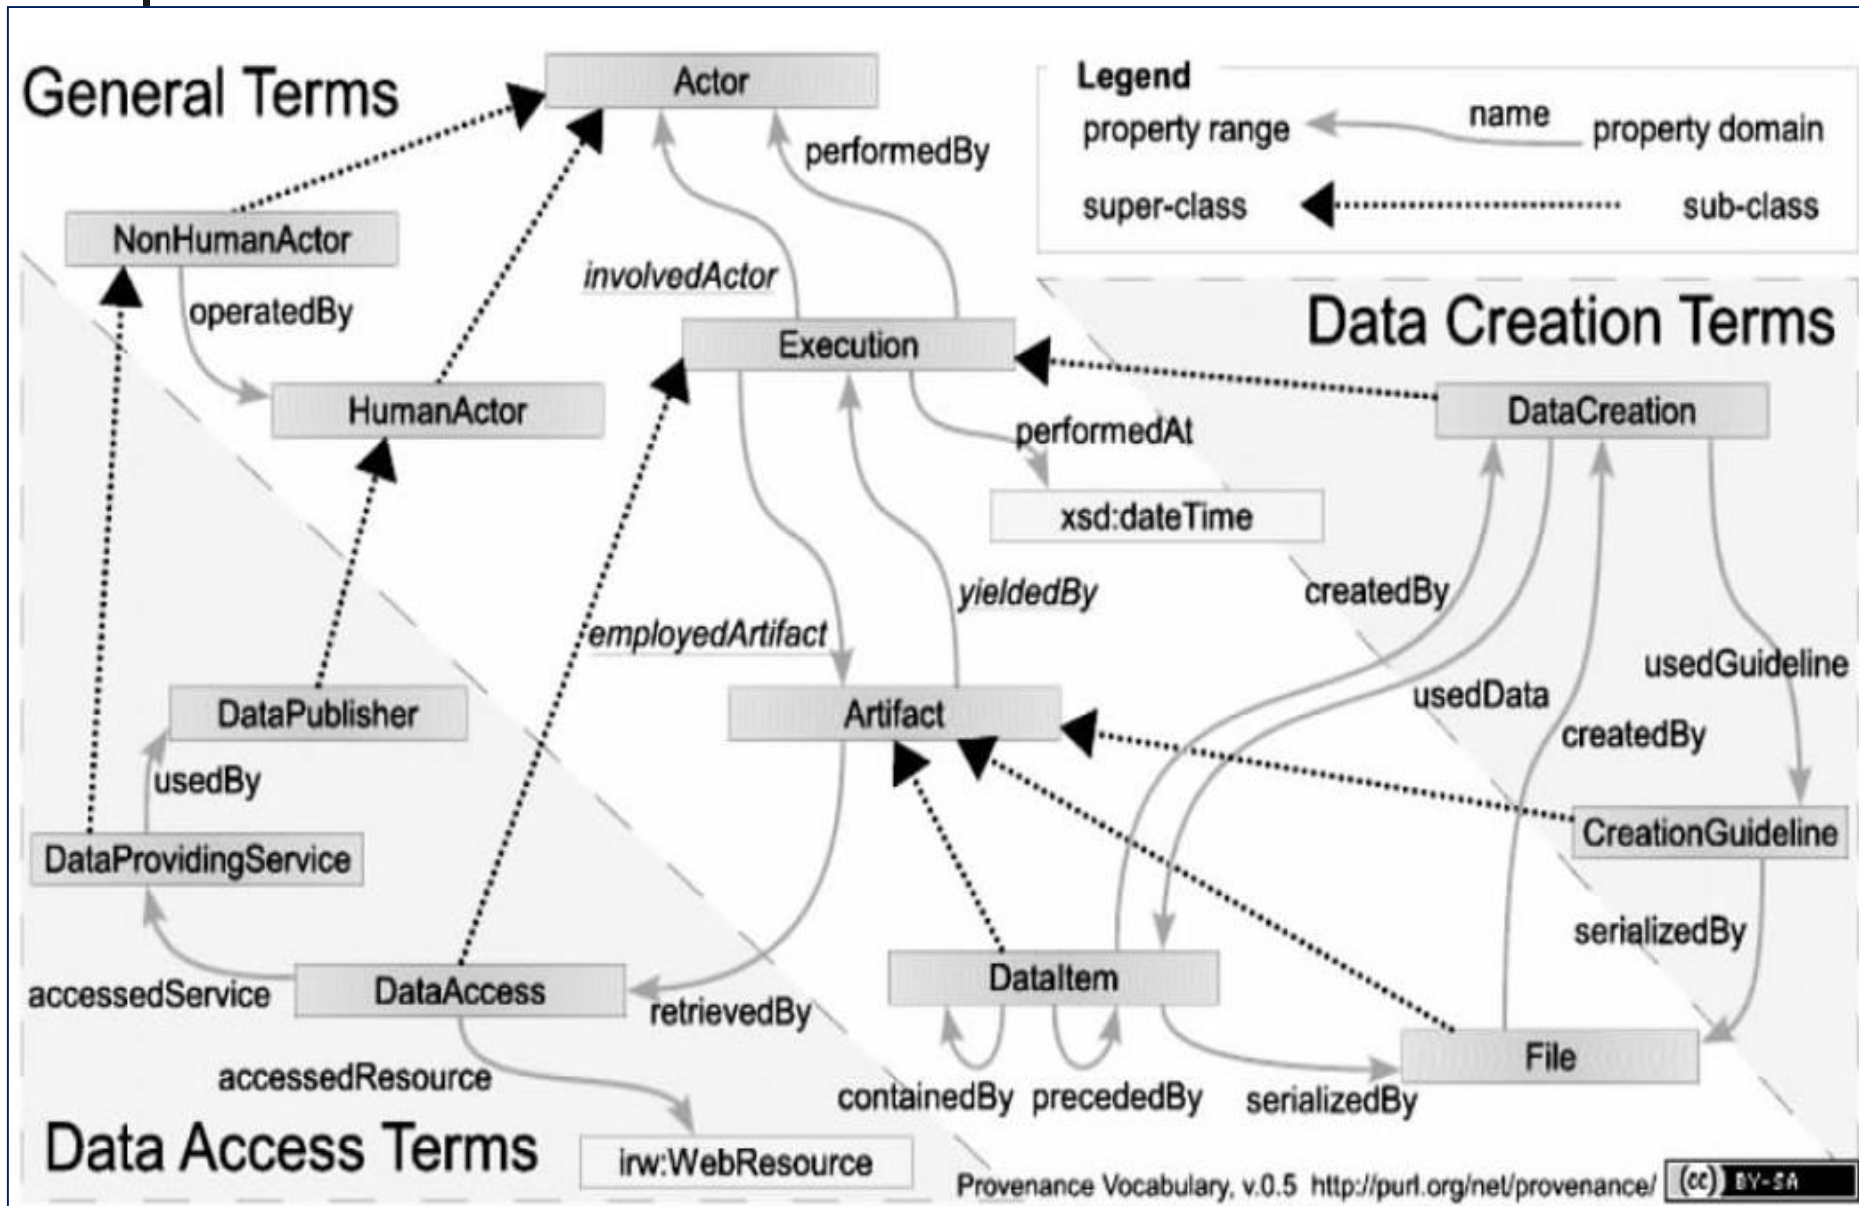 General Terms
Actor
Legend
property range
name
property domain
super-class
sub-class
performedBy
NonHumanActor
involvedActor
operatedBy
Execution
Data Creation Terms
HumanActor
DataCreation
performedAt
xsd:dateTime
createdBy
yieldedBy
employedArtifact
usedGuideline
usedData
DataPublisher
Artifact
createdBy
usedBy
DataProvidingService
CreationGuideline
serializedBy
DataItem
accessedService
DataAccess
retrievedBy
File
accessedResource
containedBy
precededBy
serializedBy
Data Access Terms
irw:WebResource
Provenance Vocabulary, v.0.5 http://purl.org/net/provenance/
(cc) BY-SA